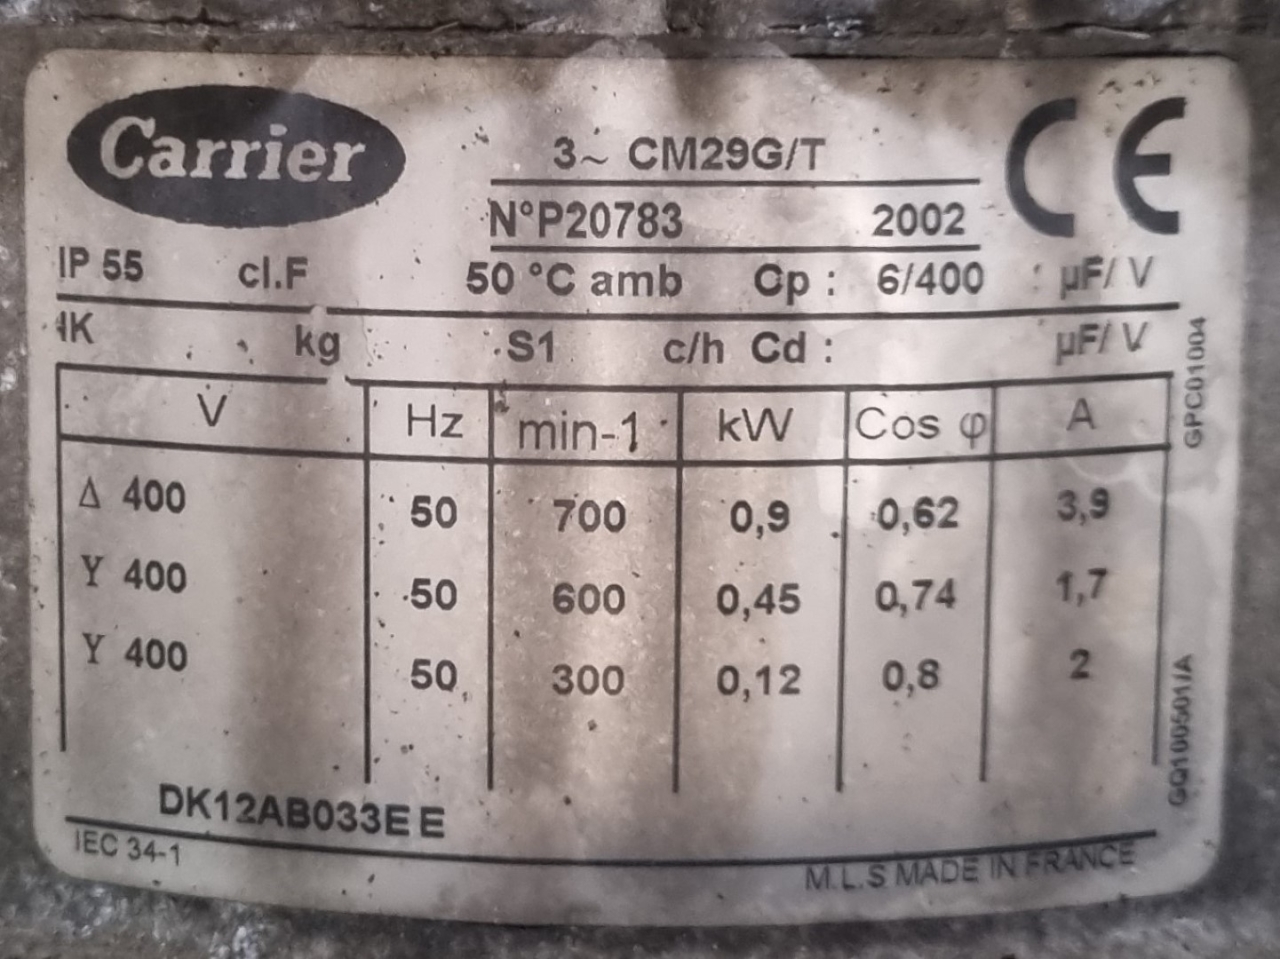 Carrier
3~ CM29G/T
CE
N°P20783 2002
IP 55 cl.F 50 °C amb Cp : 6/400 µF/ V
IK kg S1 c/h Cd : µF/ V
V Hz min-1 kW Cos φ A
Δ 400 50 700 0,9 0,62 3,9
Y 400 50 600 0,45 0,74 1,7
Y 400 50 300 0,12 0,8 2
DK12AB033EE
IEC 34-1
M.L.S MADE IN FRANCE
GPC01004
GQ100501/A